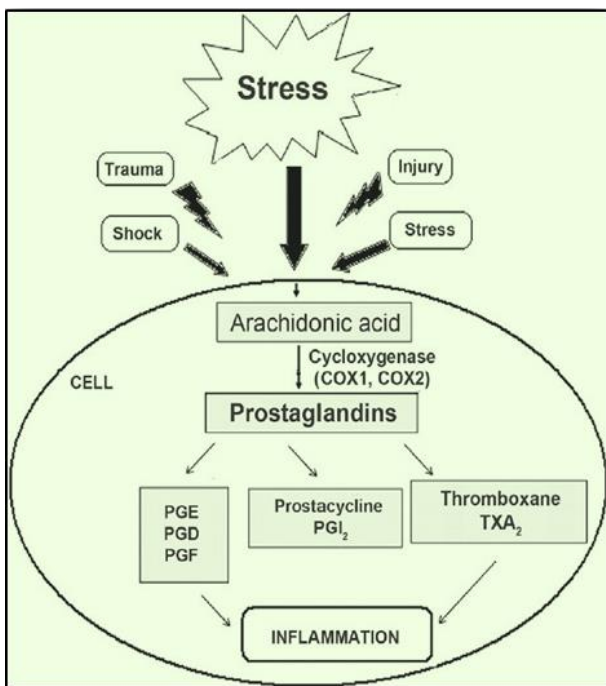 Stress
Trauma
Injury
Shock
Stress
Arachidonic acid
Cycloxygenase
(COX1, COX2)
CELL
Prostaglandins
PGE
PGD
PGF
Prostacycline
PGI₂
Thromboxane
TXA₂
INFLAMMATION